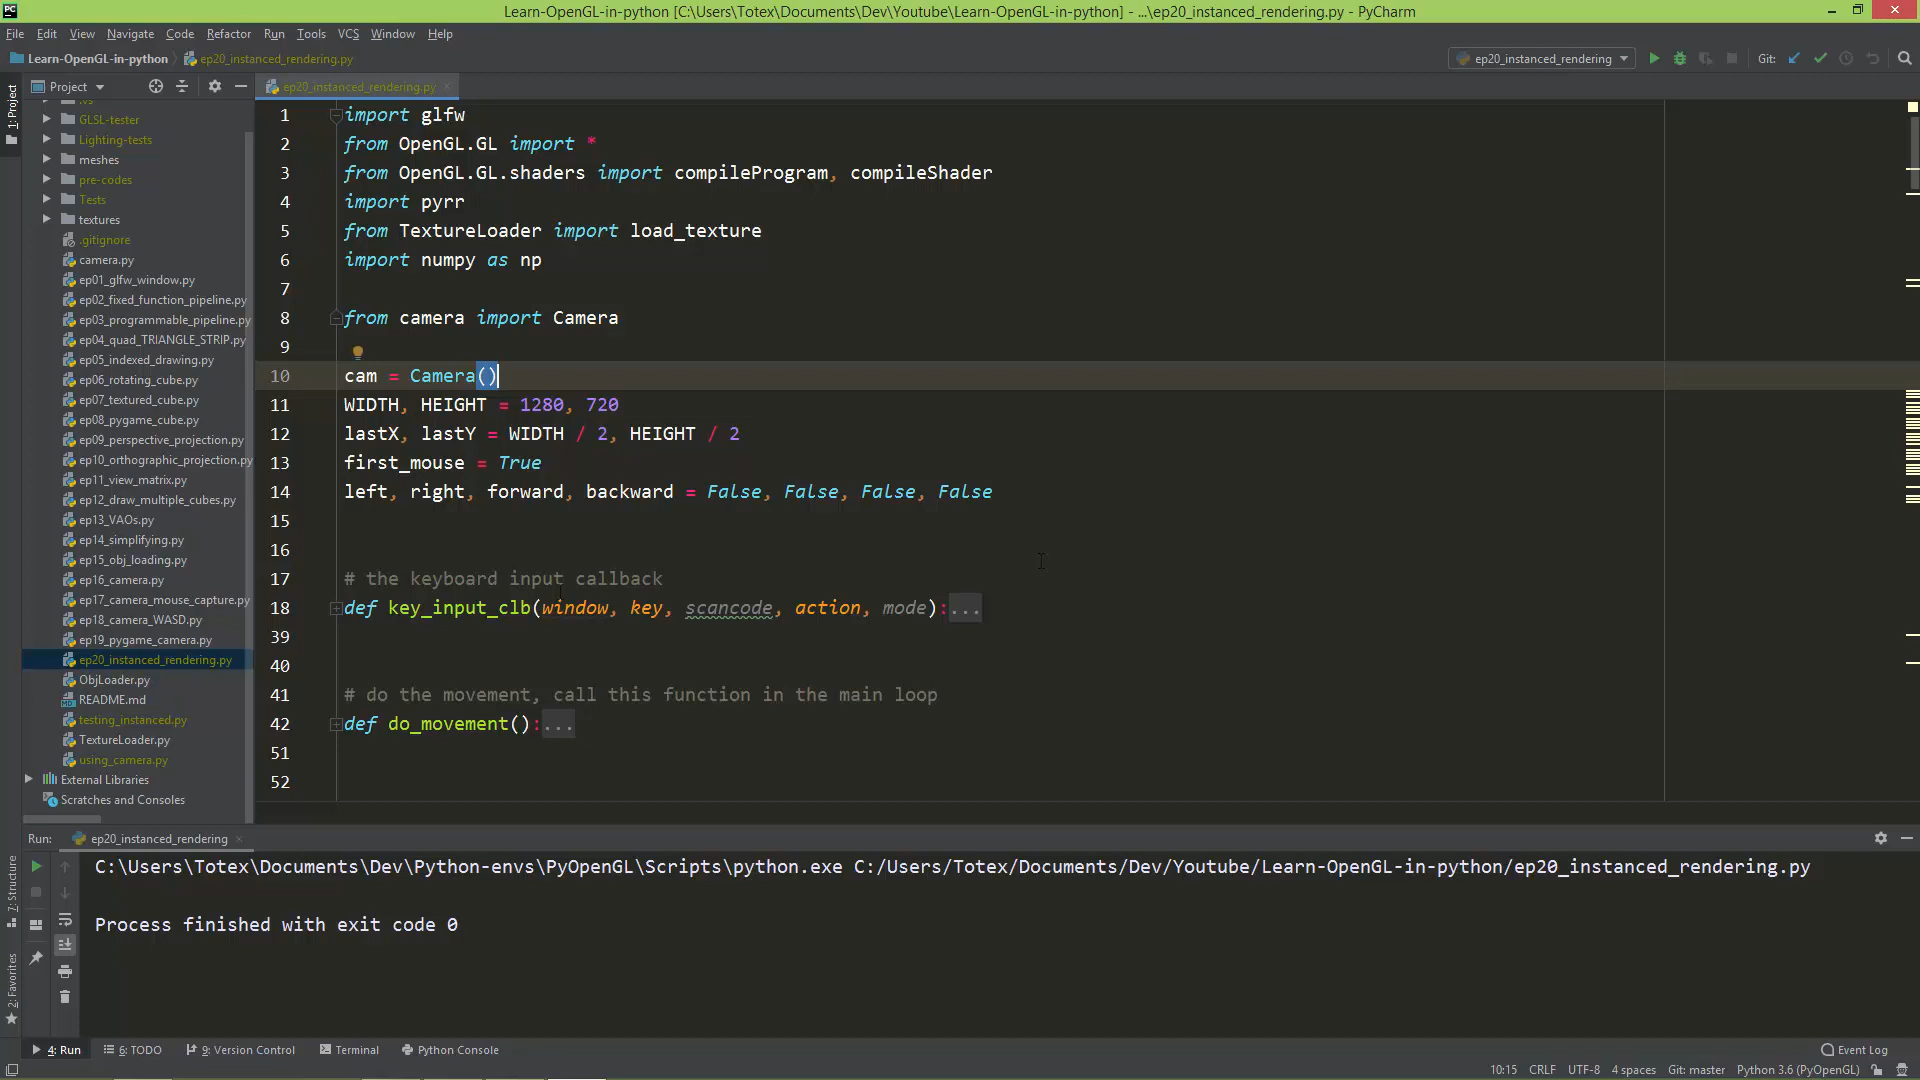 PC Learn-OpenGL-in-python [C:\Users\Totex\Documents\Dev\Youtube\Learn-OpenGL-in-python] - ...\ep20_instanced_rendering.py - PyCharm
File Edit View Navigate Code Refactor Run Tools VCS Window Help
Learn-OpenGL-in-python ep20_instanced_rendering.py ep20_instanced_rendering Git:
1: Project
Project
.vs
GLSL-tester
Lighting-tests
meshes
pre-codes
Tests
textures
.gitignore
camera.py
ep01_glfw_window.py
ep02_fixed_function_pipeline.py
ep03_programmable_pipeline.py
ep04_quad_TRIANGLE_STRIP.py
ep05_indexed_drawing.py
ep06_rotating_cube.py
ep07_textured_cube.py
ep08_pygame_cube.py
ep09_perspective_projection.py
ep10_orthographic_projection.py
ep11_view_matrix.py
ep12_draw_multiple_cubes.py
ep13_VAOs.py
ep14_simplifying.py
ep15_obj_loading.py
ep16_camera.py
ep17_camera_mouse_capture.py
ep18_camera_WASD.py
ep19_pygame_camera.py
ep20_instanced_rendering.py
ObjLoader.py
README.md
testing_instanced.py
TextureLoader.py
using_camera.py
External Libraries
Scratches and Consoles
ep20_instanced_rendering.py
1 import glfw
2 from OpenGL.GL import *
3 from OpenGL.GL.shaders import compileProgram, compileShader
4 import pyrr
5 from TextureLoader import load_texture
6 import numpy as np
7
8 from camera import Camera
9
10 cam = Camera()
11 WIDTH, HEIGHT = 1280, 720
12 lastX, lastY = WIDTH / 2, HEIGHT / 2
13 first_mouse = True
14 left, right, forward, backward = False, False, False, False
15
16
17 # the keyboard input callback
18 def key_input_clb(window, key, scancode, action, mode):...
39
40
41 # do the movement, call this function in the main loop
42 def do_movement():...
51
52
Run: ep20_instanced_rendering
C:\Users\Totex\Documents\Dev\Python-envs\PyOpenGL\Scripts\python.exe C:/Users/Totex/Documents/Dev/Youtube/Learn-OpenGL-in-python/ep20_instanced_rendering.py
Process finished with exit code 0
7: Structure
2: Favorites
4: Run 6: TODO 9: Version Control Terminal Python Console Event Log
10:15 CRLF UTF-8 4 spaces Git: master Python 3.6 (PyOpenGL)